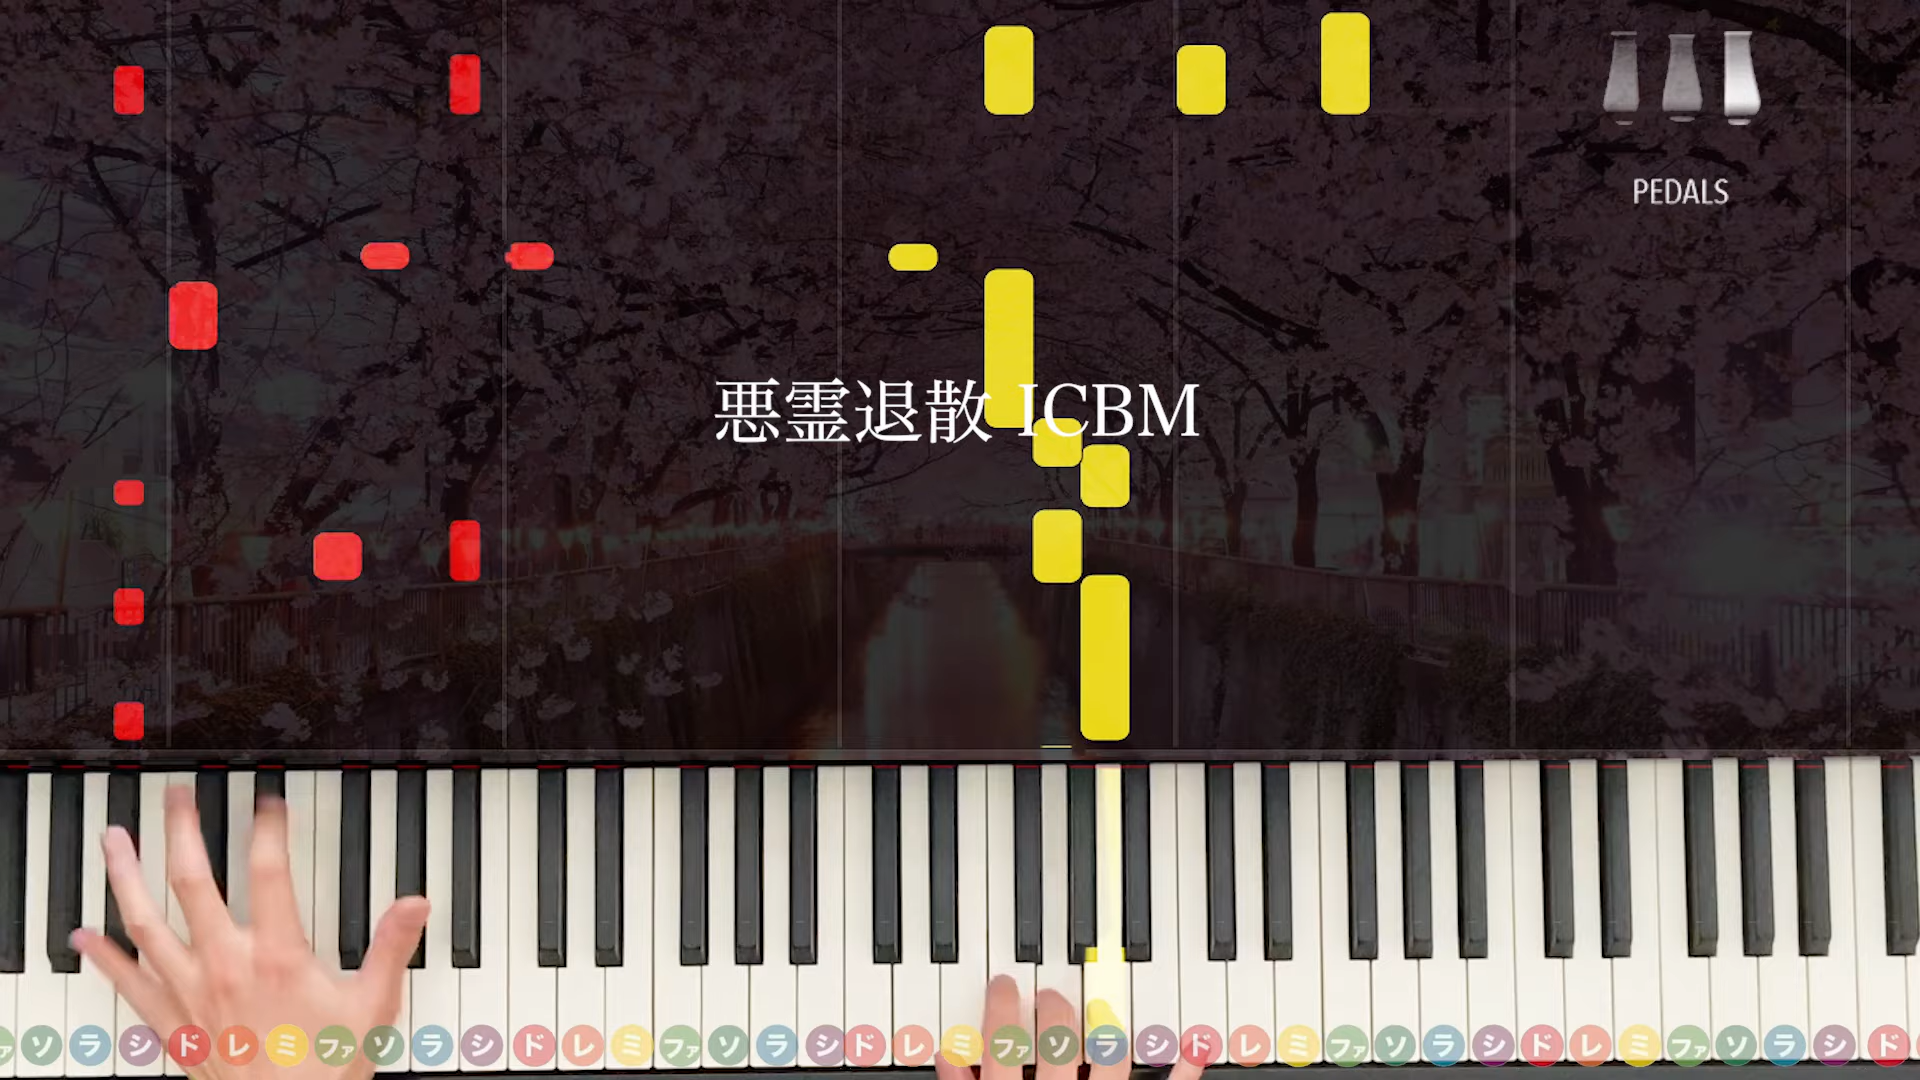 PEDALS
悪霊退散 ICBM
ァ ソ ラ シ ド レ ミ ファ ソ ラ シ ド レ ミ ファ ソ ラ シ ド レ ミ ファ ソ ラ シ ド レ ミ ファ ソ ラ シ ド レ ミ ファ ソ ラ シ ド